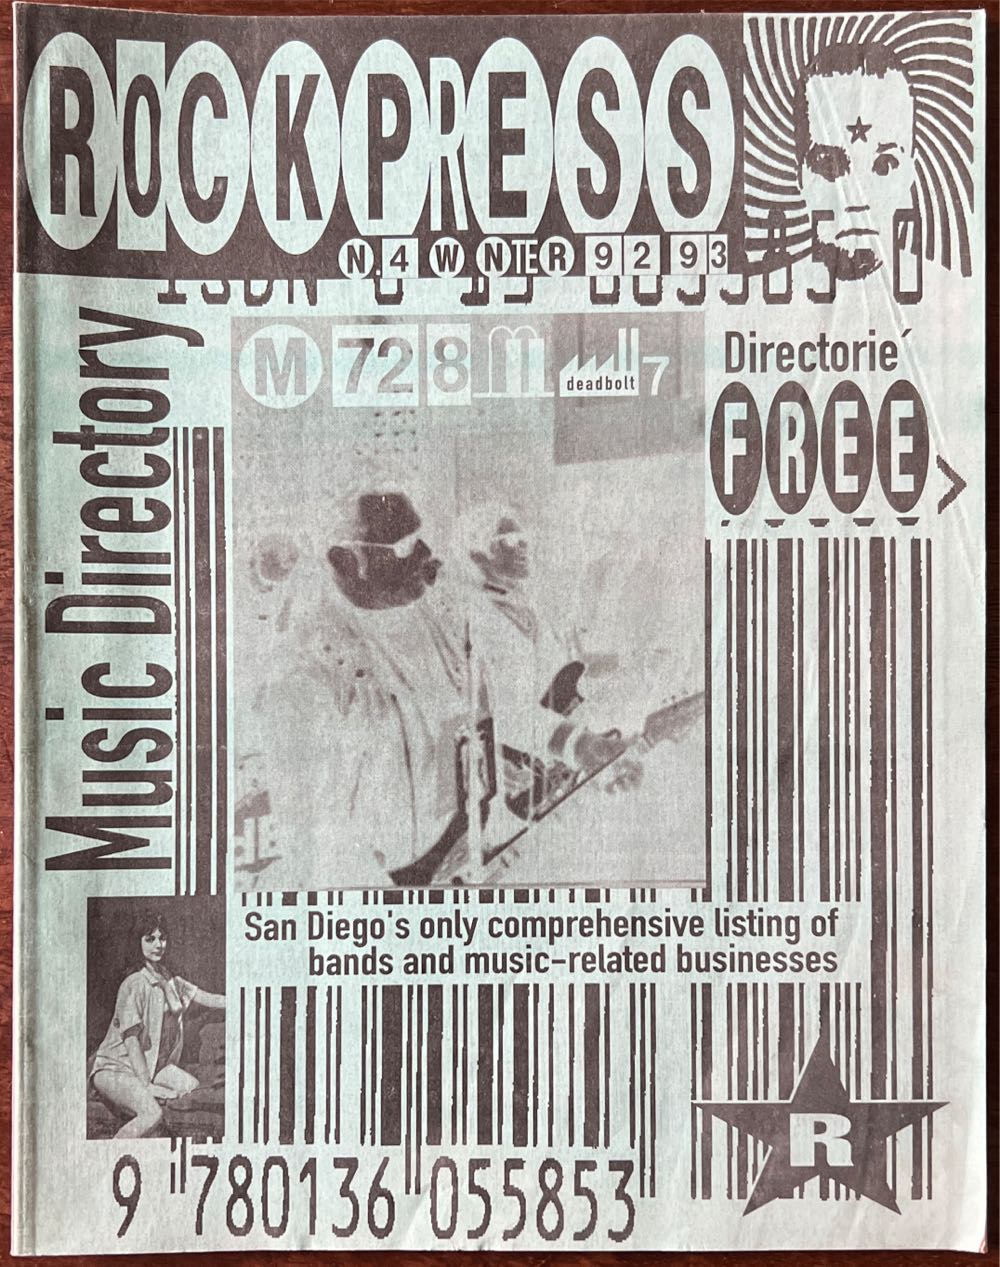 ROCKPRESS
N.4 WNTER 92 93
Music Directory
M 72 8 m deadbolt 7
Directorie´
FREE >
San Diego's only comprehensive listing of
bands and music-related businesses
R
9 780136 055853